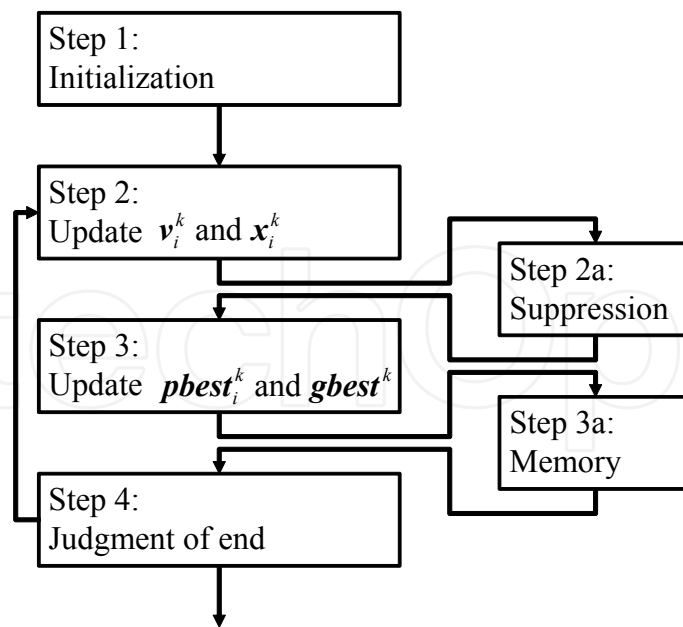 Step 1:
Initialization
Step 2:
Update v_i^k and x_i^k
Step 2a:
Suppression
Step 3:
Update pbest_i^k and gbest^k
Step 3a:
Memory
Step 4:
Judgment of end